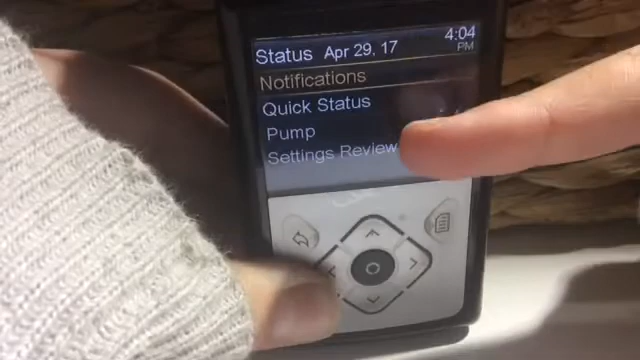 Status Apr 29, 17 4:04 PM
Notifications
Quick Status
Pump
Settings Review